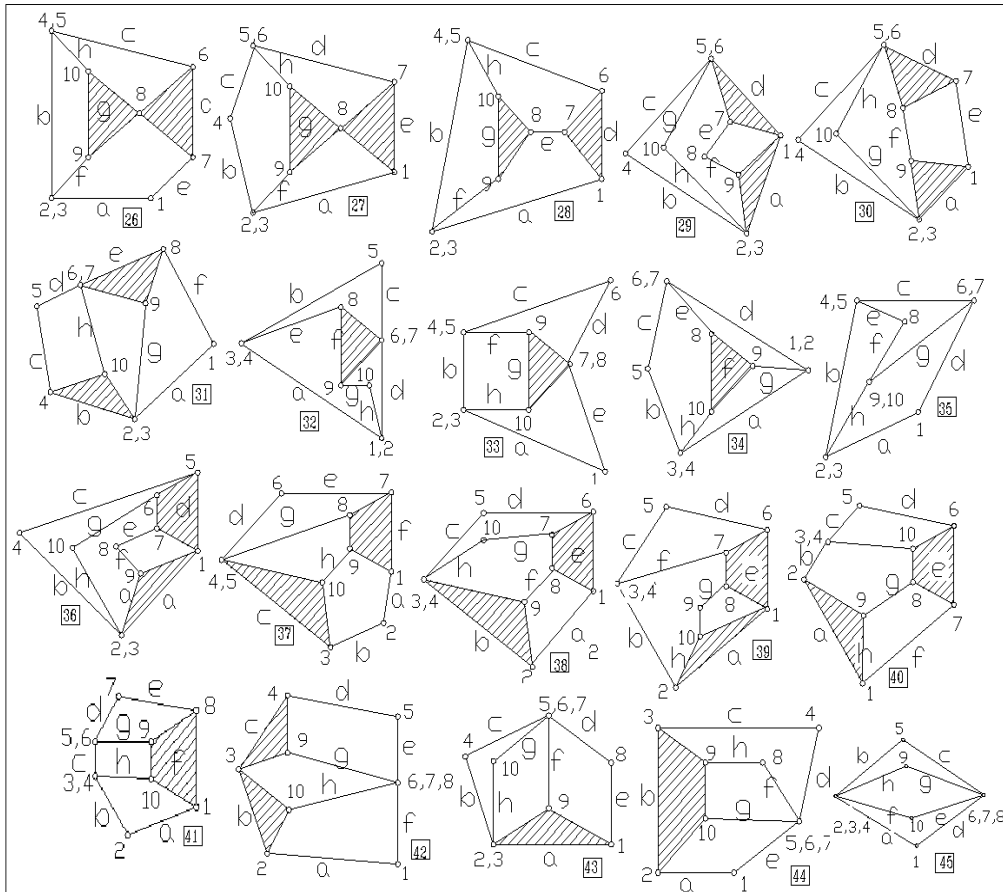 4,5 c 6 h 10 8 g c b 9 7 f e 2,3 a 1 26
5,6 d 7 c h 10 8 4 g e b 9 1 f 2,3 a 27
4,5 c 6 h 10 8 7 b g d 9 1 f a 2,3 28
5,6 c g d 7 e 1 4 10 8 f 9 b a 2,3 29
5,6 d 7 c h 8 10 f 1 4 g 9 b a 2,3 30
e 8 6,7 d 5 f 9 h g 1 c 10 4 b a 2,3 31
5 b c 8 e f 6,7 3,4 10 9 g d h a 1,2 32
c 6 4,5 9 d f b g 7,8 h 2,3 10 e a 1 33
6,7 d e 8 f 9 1,2 5 g b 10 h a 3,4 34
6,7 4,5 c e 8 b f g d 9,10 h 1 a 2,3 35
5 c g d 6 e 4 8 7 10 9 1 b h a a 2,3 36
6 e 7 d g 8 f h 9 4,5 10 1 a c 2 b 3 37
5 d 6 c 10 7 h g e f 8 3,4 9 1 b a 2 2 38
5 d 6 c 7 f e 3,4 g 9 8 1 b 10 h a 2 39
5 d 6 c 3,4 10 g e 2 9 8 7 a h f 1 40
7 e 8 d g 9 5,6 c h f 3,4 10 1 b a 2 41
4 d 5 c 9 g e 3 h 6,7,8 10 b f 2 a 1 42
5,6,7 c d g 4 f 8 10 b h e 9 2,3 a 1 43
3 c 4 h 9 8 f b g 10 5,6,7 e 2 a 1 44
5 b c 9 d h g f 10 2,3,4 6,7,8 a d 1 45